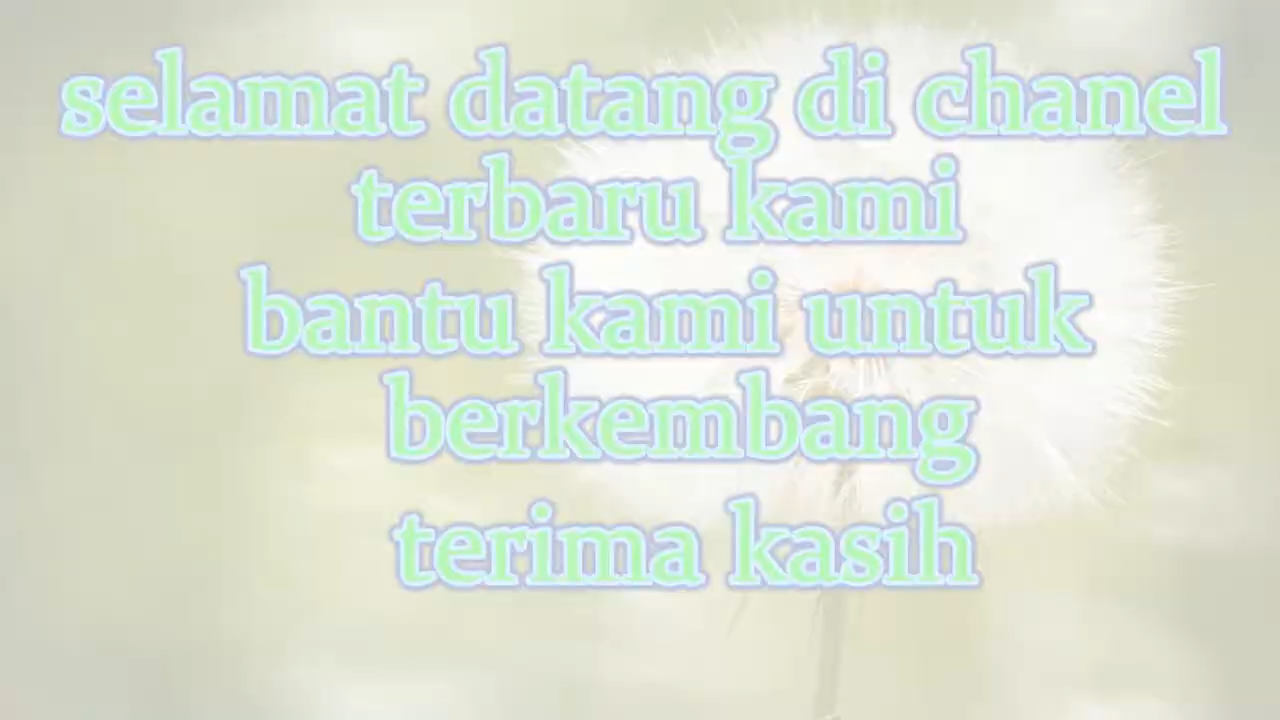 selamat datang di chanel
terbaru kami
bantu kami untuk
berkembang
terima kasih